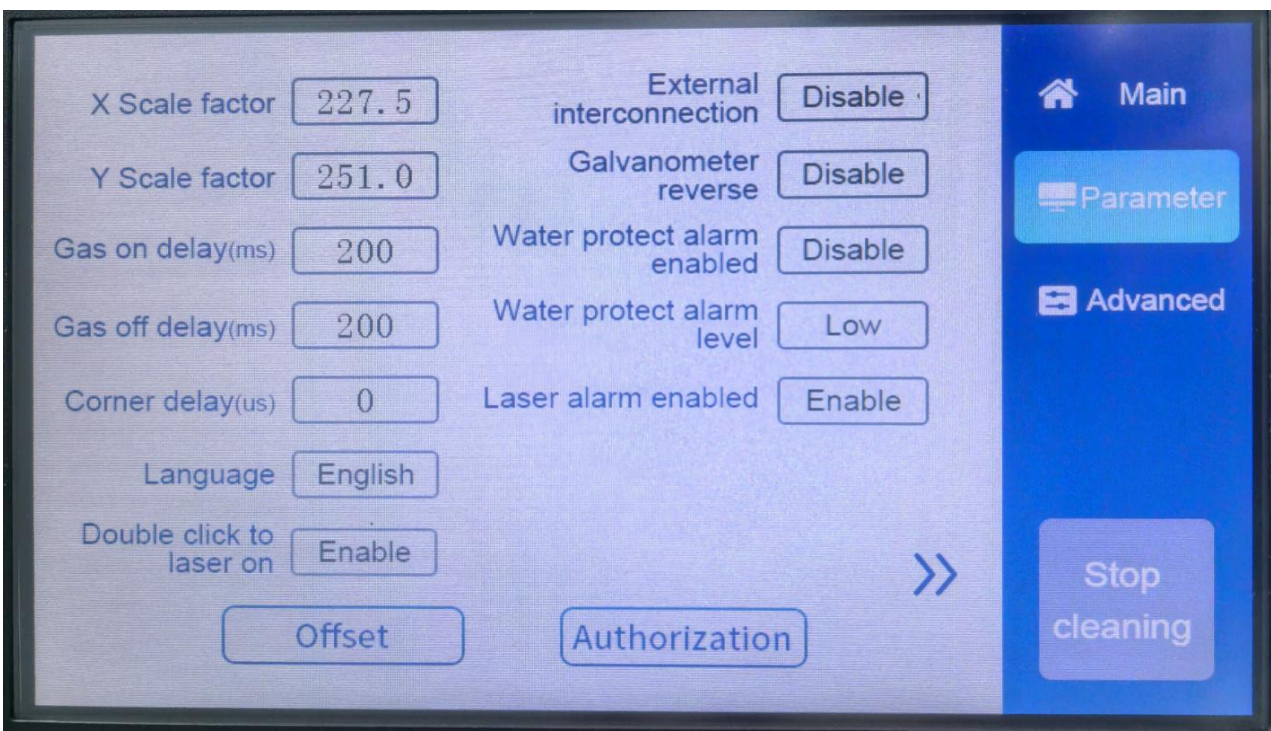 X Scale factor 227.5
Y Scale factor 251.0
Gas on delay(ms) 200
Gas off delay(ms) 200
Corner delay(us) 0
Language English
Double click to
laser on Enable
External
interconnection Disable
Galvanometer
reverse Disable
Water protect alarm
enabled Disable
Water protect alarm
level Low
Laser alarm enabled Enable
Offset
Authorization
Main
Parameter
Advanced
Stop
cleaning